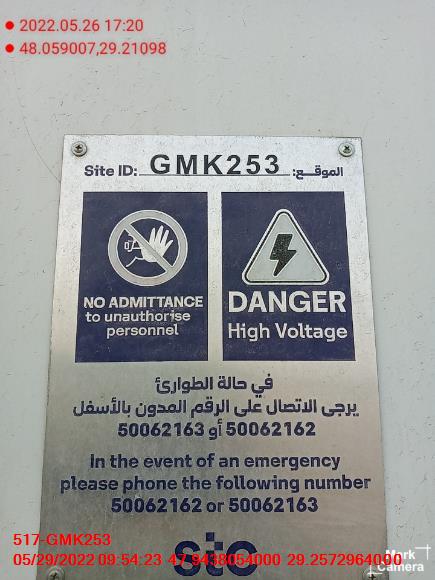 2022.05.26 17:20
48.059007,29.21098
Site ID: GMK253 الموقع:
NO ADMITTANCE
to unauthorise
personnel
DANGER
High Voltage
في حالة الطوارئ
يرجى الاتصال على الرقم المدون بالأسفل
50062162 أو 50062163
In the event of an emergency
please phone the following number
50062162 or 50062163
stc
517-GMK253
05/29/2022 09:54:23 47.9438054000 29.2572964000
Mark
Camera